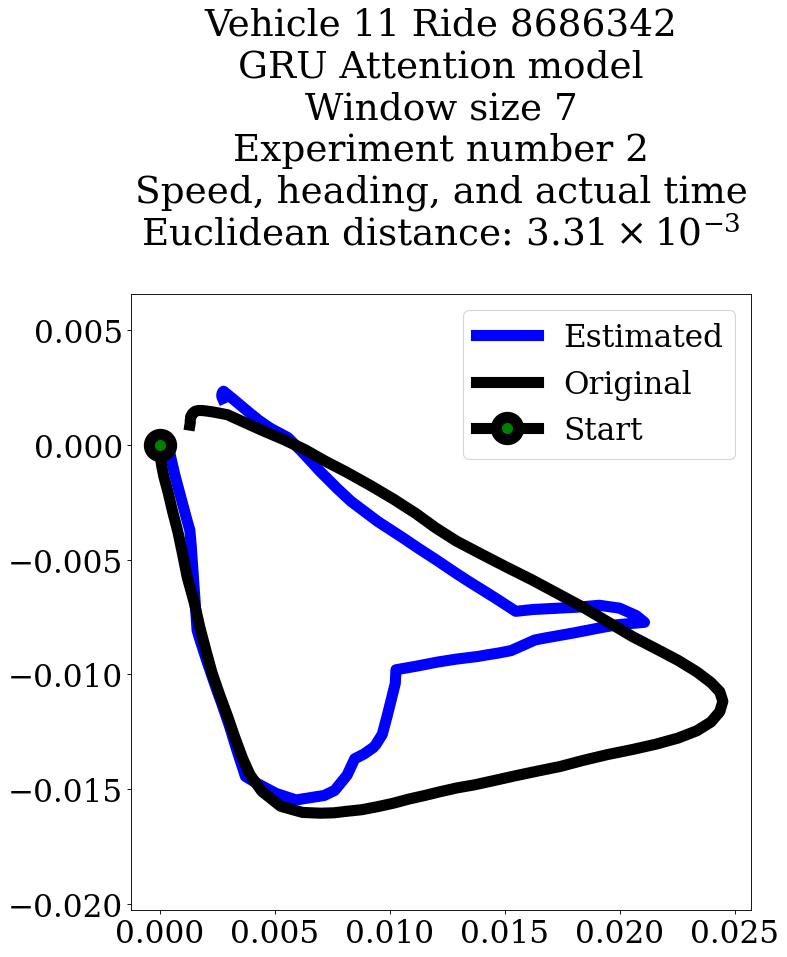 Vehicle 11 Ride 8686342
GRU Attention model
Window size 7
Experiment number 2
Speed, heading, and actual time
Euclidean distance: 3.31 × 10⁻³
Estimated
Original
Start
0.005
0.000
−0.005
−0.010
−0.015
−0.020
0.000 0.005 0.010 0.015 0.020 0.025